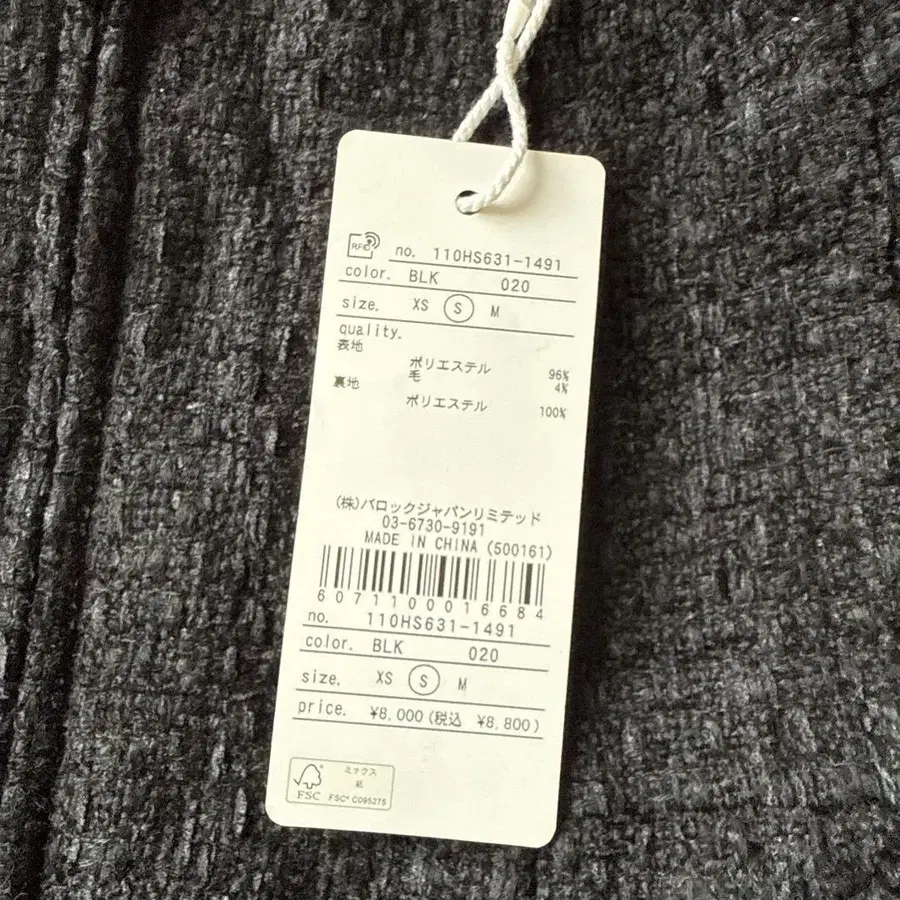 RFID
no. 110HS631-1491
color. BLK 020
size. XS S M
quality.
表地
ポリエステル 96%
毛 4%
裏地
ポリエステル 100%
(株)バロックジャパンリミテッド
03-6730-9191
MADE IN CHINA (500161)
6071100016684
no. 110HS631-1491
color. BLK 020
size. XS S M
price. ¥8,000(税込 ¥8,800)
ミックス
紙
FSC FSC® C095275